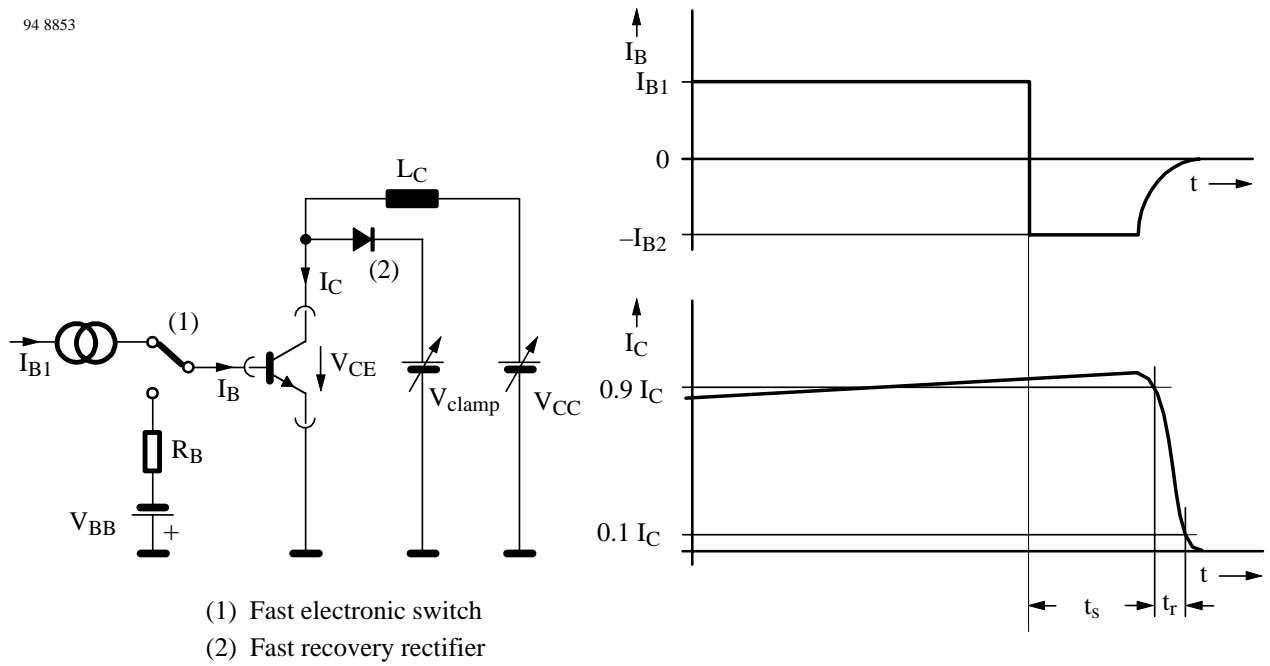 94 8853
I_B
I_B1
0
t
–I_B2
L_C
(2)
I_C
(1)
I_B1
I_B
V_CE
V_clamp
V_CC
R_B
V_BB
+
I_C
0.9 I_C
0.1 I_C
t
t_s
t_r
(1) Fast electronic switch
(2) Fast recovery rectifier